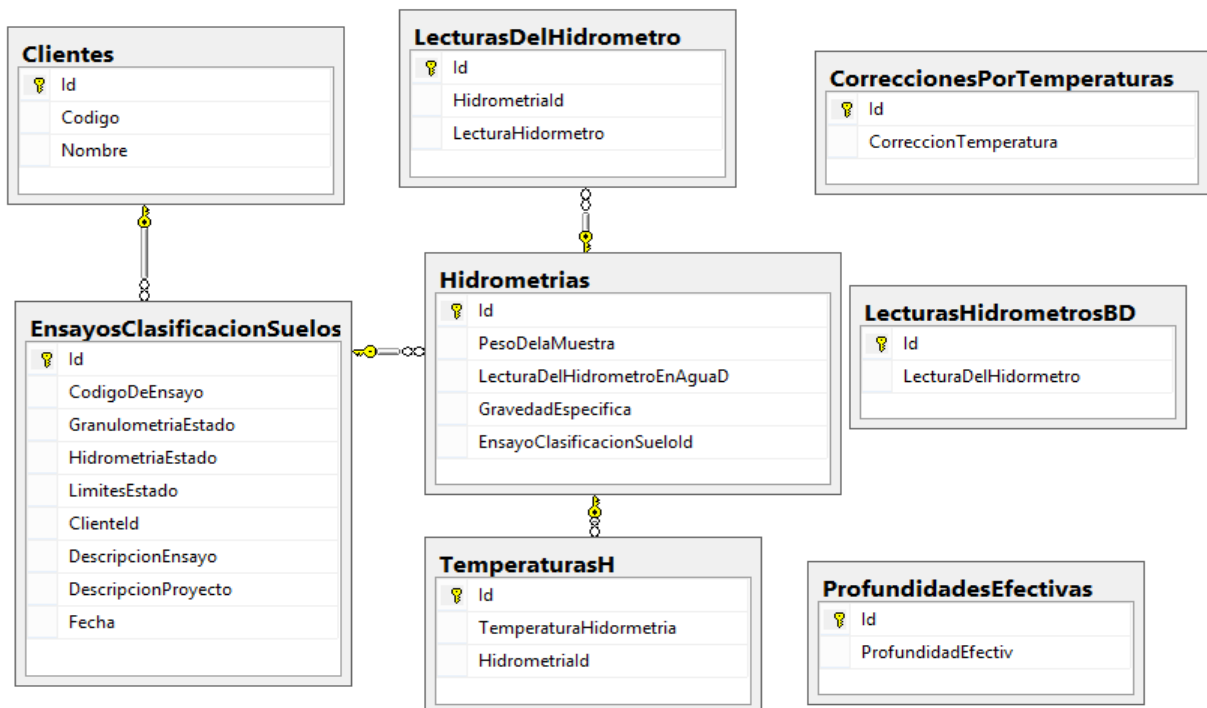 Clientes
Id
Codigo
Nombre
LecturasDelHidrometro
Id
HidrometriaId
LecturaHidormetro
CorreccionesPorTemperaturas
Id
CorreccionTemperatura
EnsayosClasificacionSuelos
Id
CodigoDeEnsayo
GranulometriaEstado
HidrometriaEstado
LimitesEstado
ClienteId
DescripcionEnsayo
DescripcionProyecto
Fecha
Hidrometrias
Id
PesoDelaMuestra
LecturaDelHidrometroEnAguaD
GravedadEspecifica
EnsayoClasificacionSueloId
LecturasHidrometrosBD
Id
LecturaDelHidormetro
TemperaturasH
Id
TemperaturaHidormetria
HidrometriaId
ProfundidadesEfectivas
Id
ProfundidadEfectiv